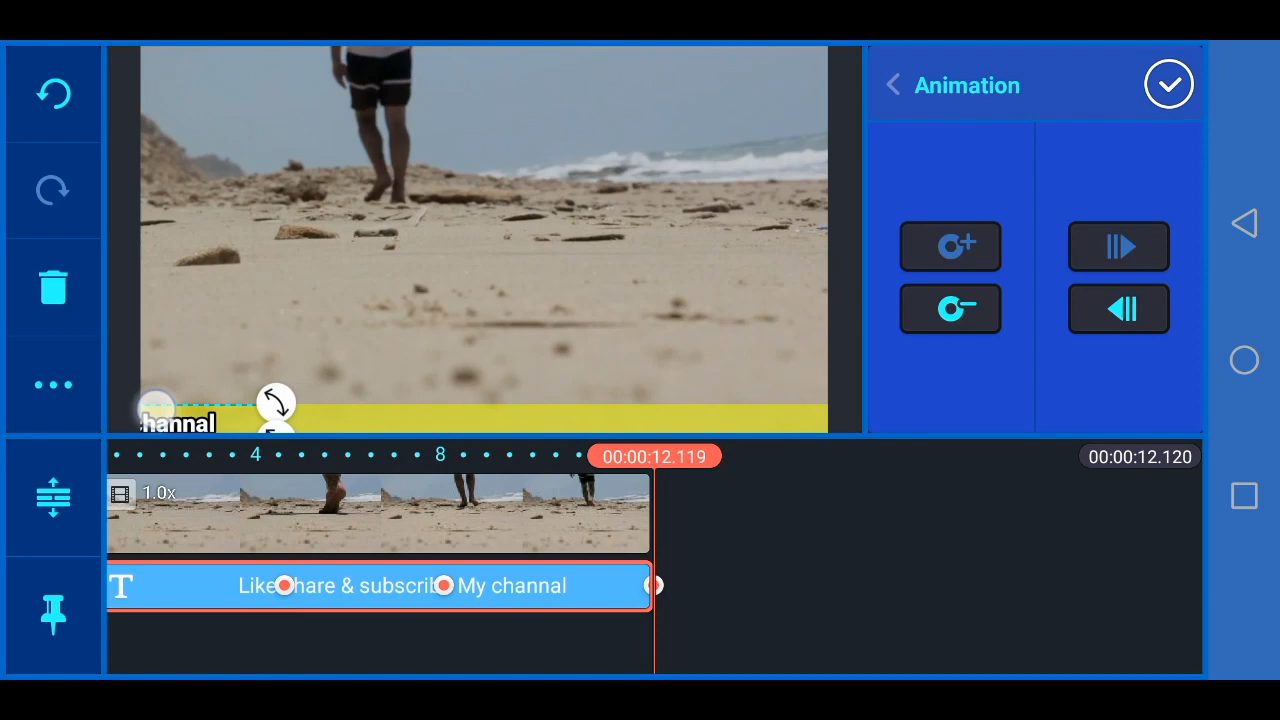 Animation
hannal
4 8 00:00:12.119 00:00:12.120
1.0x
T Like hare & subscrib My channal